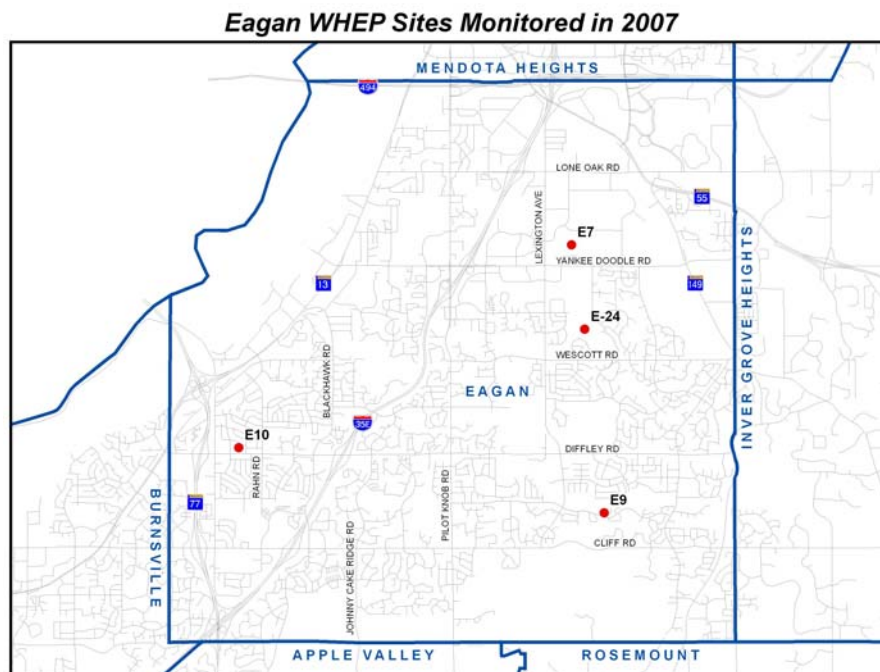 Eagan WHEP Sites Monitored in 2007
MENDOTA HEIGHTS
494
LONE OAK RD
55
LEXINGTON AVE
E7
YANKEE DOODLE RD
INVER GROVE HEIGHTS
13
149
E-24
WESCOTT RD
BLACKHAWK RD
EAGAN
E10
DIFFLEY RD
RAHN RD
PILOT KNOB RD
77
E9
BURNSVILLE
CLIFF RD
JOHNNY CAKE RIDGE RD
APPLE VALLEY
ROSEMOUNT